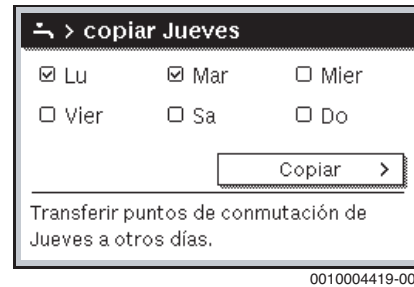 > copiar Jueves
☑ Lu ☑ Mar ☐ Mier
☐ Vier ☐ Sa ☐ Do
Copiar >
Transferir puntos de conmutación de
Jueves a otros días.
0010004419-00